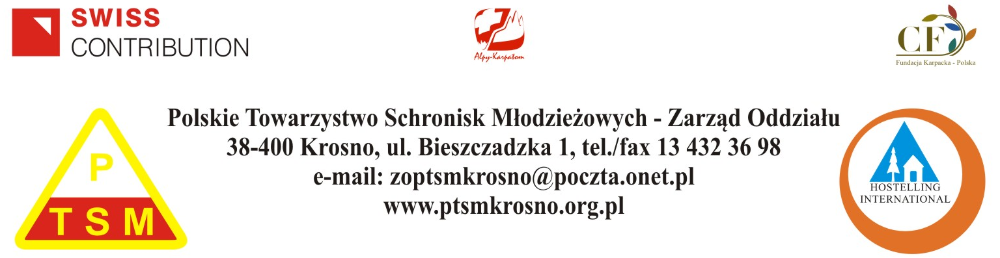 SWISS
CONTRIBUTION
Alpy-Karpatom
CF
Fundacja Karpacka - Polska
Polskie Towarzystwo Schronisk Młodzieżowych - Zarząd Oddziału
38-400 Krosno, ul. Bieszczadzka 1, tel./fax 13 432 36 98
e-mail: zoptsmkrosno@poczta.onet.pl
www.ptsmkrosno.org.pl
P
TSM
HOSTELLING
INTERNATIONAL